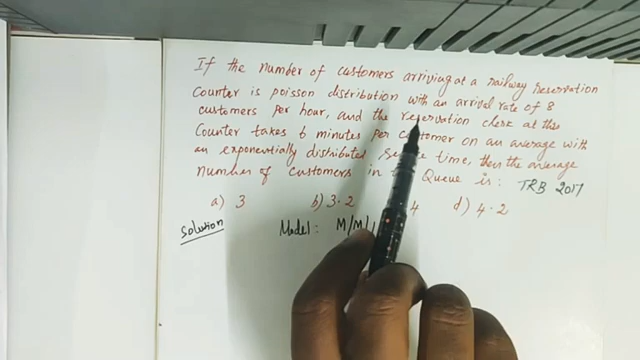 If the number of customers arriving at a railway reservation
counter is poisson distribution with an arrival rate of 8
customers per hour, and the reservation clerk at this
counter takes 6 minutes per customer on an average with
an exponentially distributed time, then the average
number of customers in Queue is: TRB 2017
a) 3 b) 3.2 4 d) 4.2
Solution Model: M/M/1